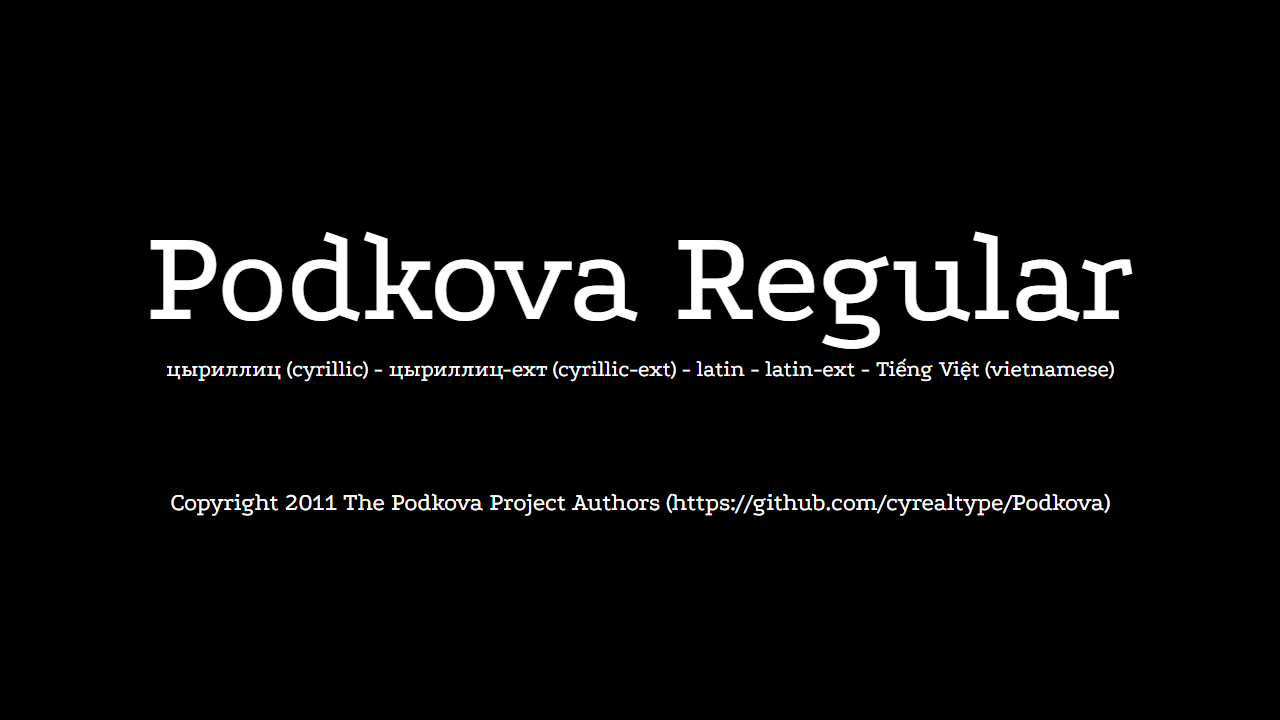 Podkova Regular
цыриллиц (cyrillic) - цыриллиц-ехт (cyrillic-ext) - latin - latin-ext - Tiếng Việt (vietnamese)
Copyright 2011 The Podkova Project Authors (https://github.com/cyrealtype/Podkova)